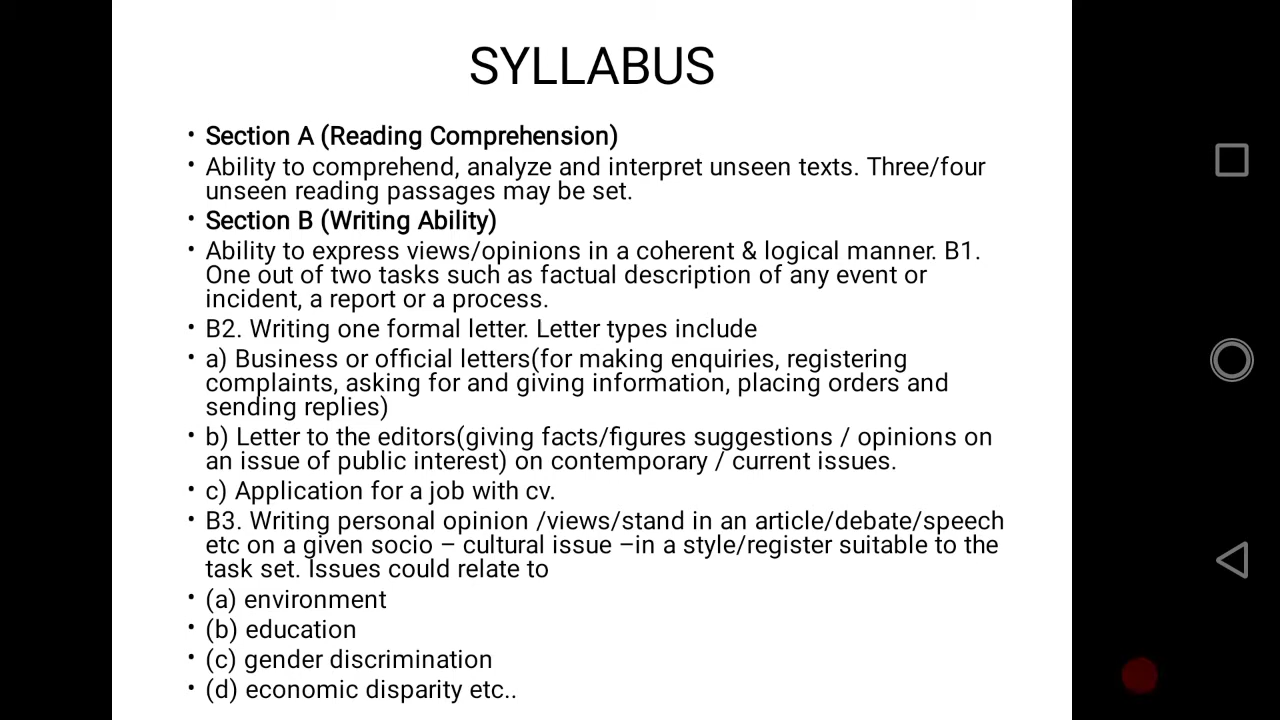 SYLLABUS
• Section A (Reading Comprehension)
• Ability to comprehend, analyze and interpret unseen texts. Three/four
unseen reading passages may be set.
• Section B (Writing Ability)
• Ability to express views/opinions in a coherent & logical manner. B1.
One out of two tasks such as factual description of any event or
incident, a report or a process.
• B2. Writing one formal letter. Letter types include
• a) Business or official letters(for making enquiries, registering
complaints, asking for and giving information, placing orders and
sending replies)
• b) Letter to the editors(giving facts/figures suggestions / opinions on
an issue of public interest) on contemporary / current issues.
• c) Application for a job with cv.
• B3. Writing personal opinion /views/stand in an article/debate/speech
etc on a given socio – cultural issue –in a style/register suitable to the
task set. Issues could relate to
• (a) environment
• (b) education
• (c) gender discrimination
• (d) economic disparity etc..